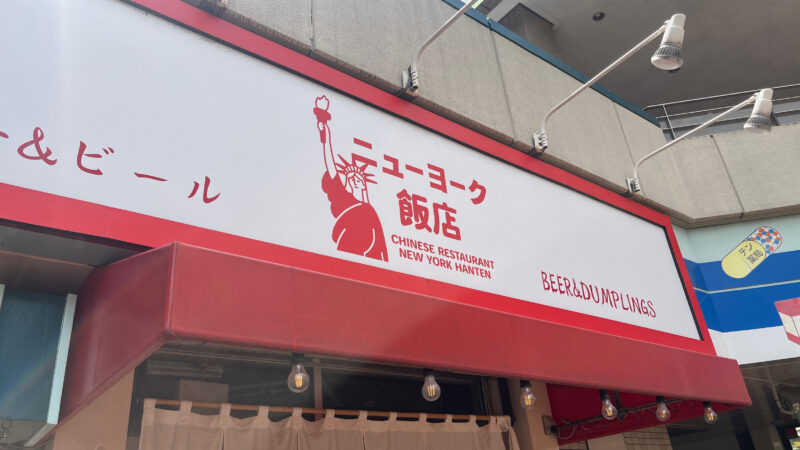 &ビール
ニューヨーク
飯店
CHINESE RESTAURANT
NEW YORK HANTEN
BEER&DUMPLINGS